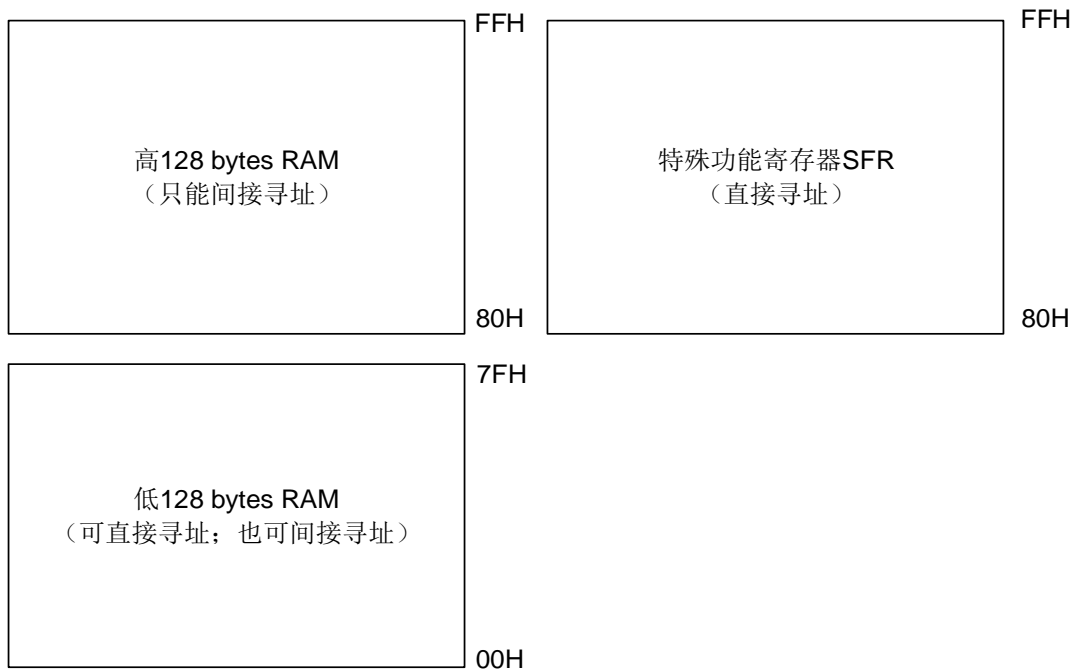 FFH
FFH
高128 bytes RAM
（只能间接寻址）
特殊功能寄存器SFR
（直接寻址）
80H
80H
7FH
低128 bytes RAM
（可直接寻址；也可间接寻址）
00H